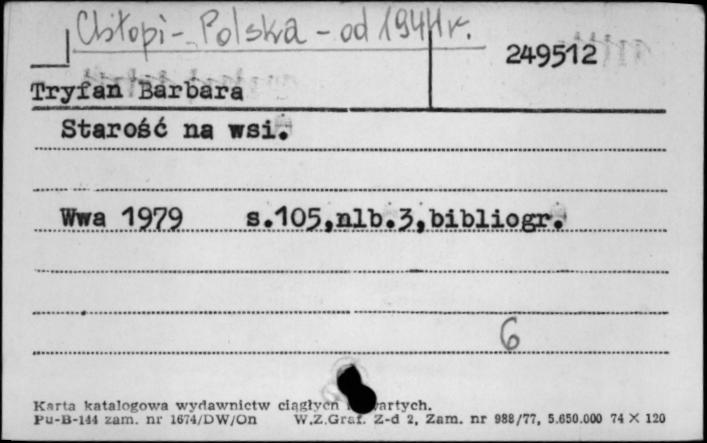 Chłopi - Polska - od 1944 r.
249512
Tryfan Barbara
Starość na wsi.
Wwa 1979 s.105,nlb.3,bibliogr.
6
Karta katalogowa wydawnictw ciągłych i zwartych.
Pu-B-144 zam. nr 1674/DW/On W.Z.Graf. Z-d 2, Zam. nr 988/77, 5.650.000 74 X 120